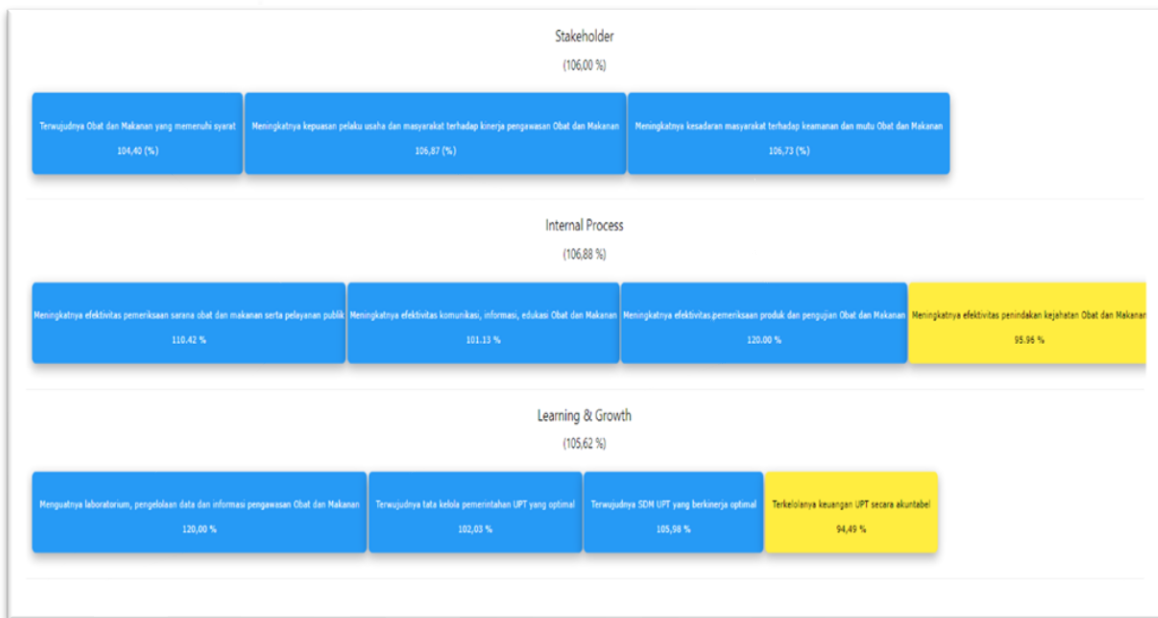 Stakeholder
(106,00 %)
Terwujudnya Obat dan Makanan yang memenuhi syarat
104,40 (%)
Meningkatnya kepuasan pelaku usaha dan masyarakat terhadap kinerja pengawasan Obat dan Makanan
106,87 (%)
Meningkatnya kesadaran masyarakat terhadap keamanan dan mutu Obat dan Makanan
106,73 (%)
Internal Process
(106,88 %)
Meningkatnya efektivitas pemeriksaan sarana obat dan makanan serta pelayanan publik
110.42 %
Meningkatnya efektivitas komunikasi, informasi, edukasi Obat dan Makanan
101.13 %
Meningkatnya efektivitas pemeriksaan produk dan pengujian Obat dan Makanan
120.00 %
Meningkatnya efektivitas penindakan kejahatan Obat dan Makanan
95.96 %
Learning & Growth
(105,62 %)
Menguatnya laboratorium, pengelolaan data dan informasi pengawasan Obat dan Makanan
120,00 %
Terwujudnya tata kelola pemerintahan UPT yang optimal
102,03 %
Terwujudnya SDM UPT yang berkinerja optimal
105,98 %
Terkelolanya keuangan UPT secara akuntabel
94,49 %